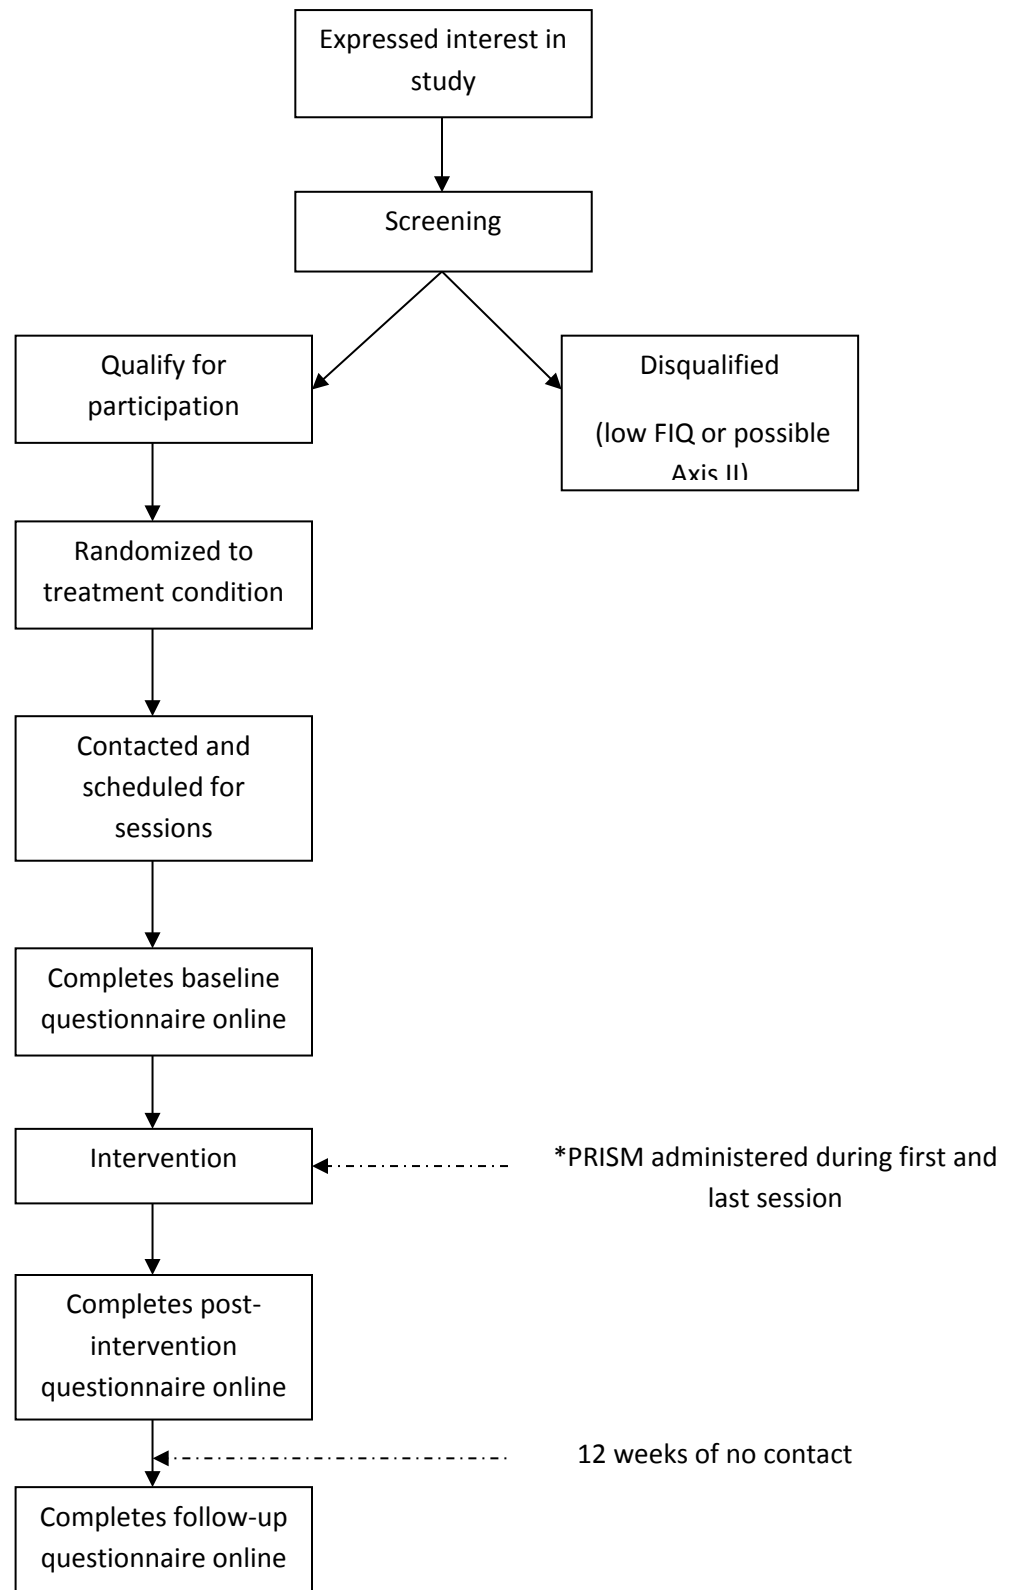 Expressed interest in
study
Screening
Qualify for
participation
Disqualified
(low FIQ or possible
Axis II)
Randomized to
treatment condition
Contacted and
scheduled for
sessions
Completes baseline
questionnaire online
Intervention
*PRISM administered during first and
last session
Completes post-
intervention
questionnaire online
12 weeks of no contact
Completes follow-up
questionnaire online